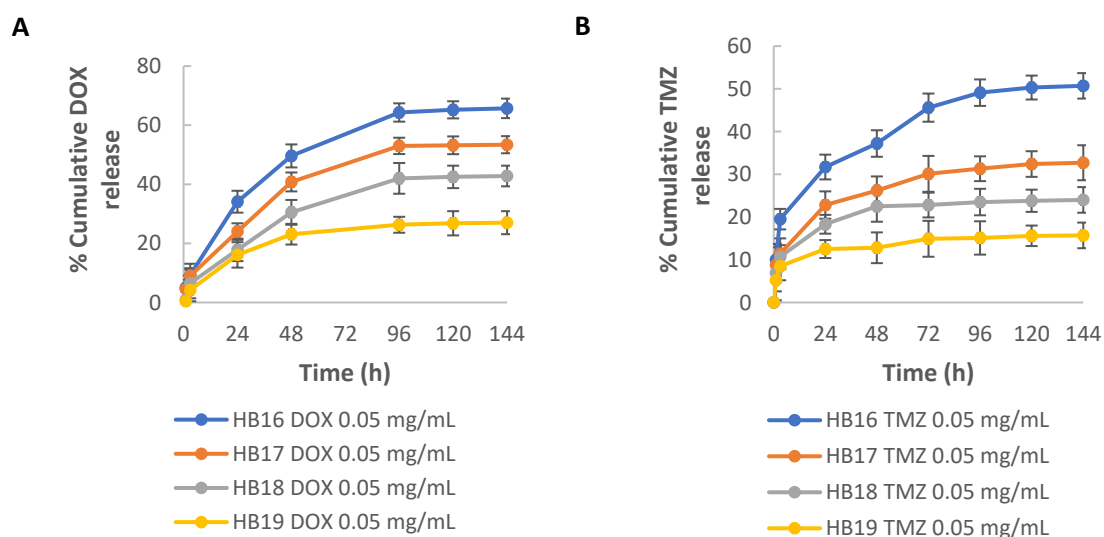 A
% Cumulative DOX
release
80
60
40
20
0
0 24 48 72 96 120 144
Time (h)
HB16 DOX 0.05 mg/mL
HB17 DOX 0.05 mg/mL
HB18 DOX 0.05 mg/mL
HB19 DOX 0.05 mg/mL
B
% Cumulative TMZ
release
60
50
40
30
20
10
0
0 24 48 72 96 120 144
Time (h)
HB16 TMZ 0.05 mg/mL
HB17 TMZ 0.05 mg/mL
HB18 TMZ 0.05 mg/mL
HB19 TMZ 0.05 mg/mL